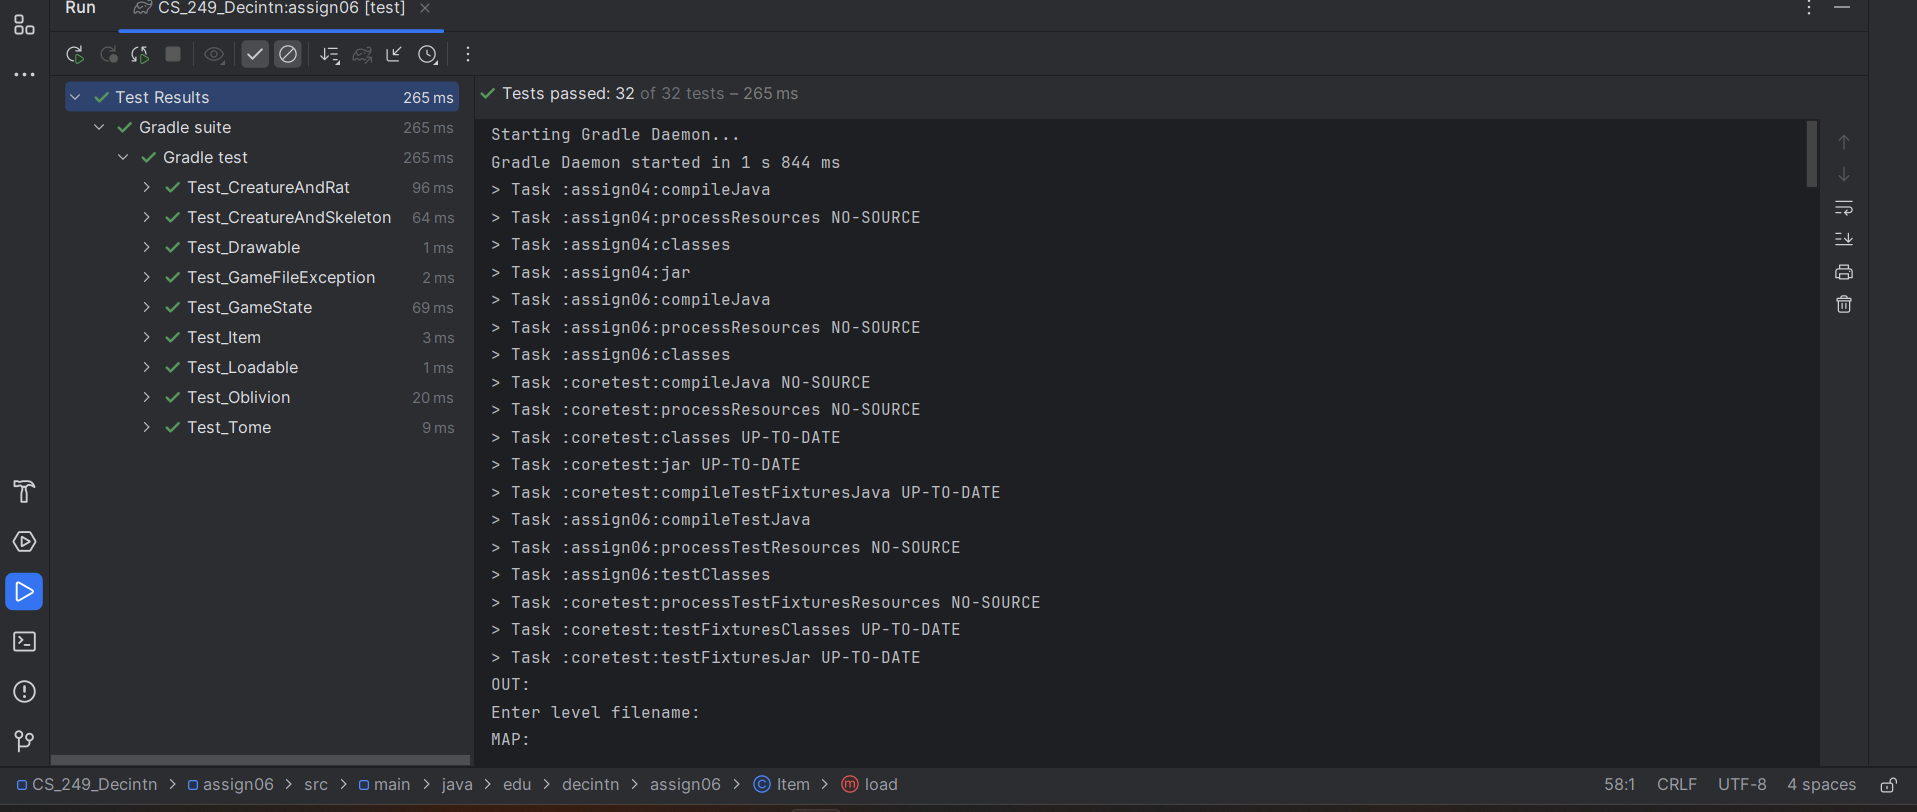 Run CS_249_Decintn:assign06 [test]
Test Results 265 ms
Gradle suite 265 ms
Gradle test 265 ms
Test_CreatureAndRat 96 ms
Test_CreatureAndSkeleton 64 ms
Test_Drawable 1 ms
Test_GameFileException 2 ms
Test_GameState 69 ms
Test_Item 3 ms
Test_Loadable 1 ms
Test_Oblivion 20 ms
Test_Tome 9 ms
Tests passed: 32 of 32 tests – 265 ms
Starting Gradle Daemon...
Gradle Daemon started in 1 s 844 ms
> Task :assign04:compileJava
> Task :assign04:processResources NO-SOURCE
> Task :assign04:classes
> Task :assign04:jar
> Task :assign06:compileJava
> Task :assign06:processResources NO-SOURCE
> Task :assign06:classes
> Task :coretest:compileJava NO-SOURCE
> Task :coretest:processResources NO-SOURCE
> Task :coretest:classes UP-TO-DATE
> Task :coretest:jar UP-TO-DATE
> Task :coretest:compileTestFixturesJava UP-TO-DATE
> Task :assign06:compileTestJava
> Task :assign06:processTestResources NO-SOURCE
> Task :assign06:testClasses
> Task :coretest:processTestFixturesResources NO-SOURCE
> Task :coretest:testFixturesClasses UP-TO-DATE
> Task :coretest:testFixturesJar UP-TO-DATE
OUT:
Enter level filename:
MAP:
CS_249_Decintn > assign06 > src > main > java > edu > decintn > assign06 > Item > load 58:1 CRLF UTF-8 4 spaces